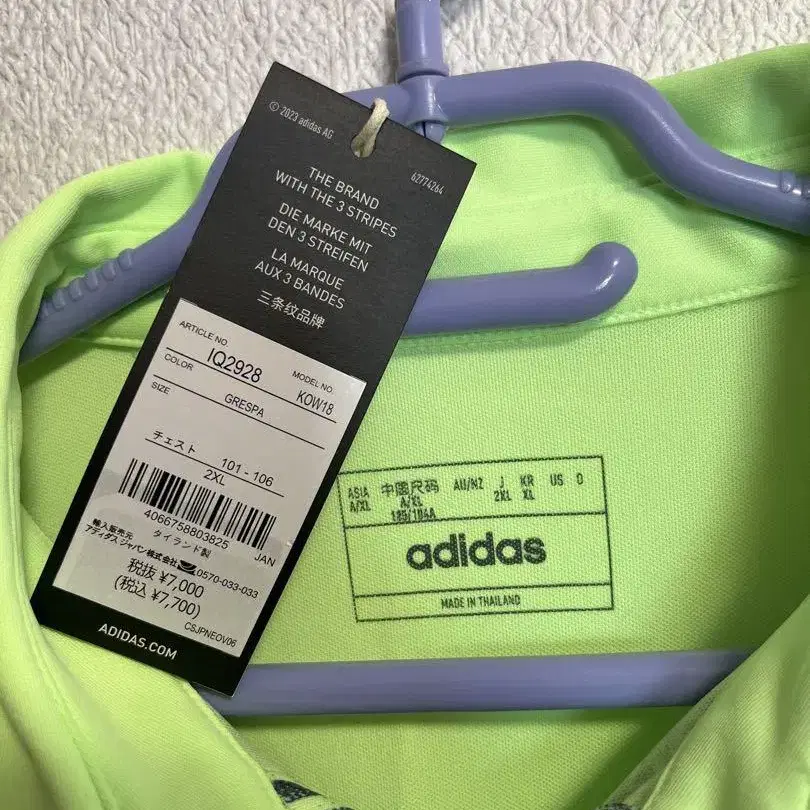 © 2023 adidas AG
62774264
THE BRAND
WITH THE 3 STRIPES
DIE MARKE MIT
DEN 3 STREIFEN
LA MARQUE
AUX 3 BANDES
三条纹品牌
ARTICLE NO.
IQ2928
COLOR
MODEL NO.
KOW18
SIZE
GRESPA
チェスト 101 - 106
2XL
4066758803825 JAN
輸入販売元 タイランド製
アディダス ジャパン株式会社 0570-033-033
税抜 ¥7,000
(税込 ¥7,700)
CSJPNEOV06
ADIDAS.COM
ASIA 中国尺码 AU/NZ J KR US
A/XL A/XL 2XL XL
185/104A
adidas
MADE IN THAILAND